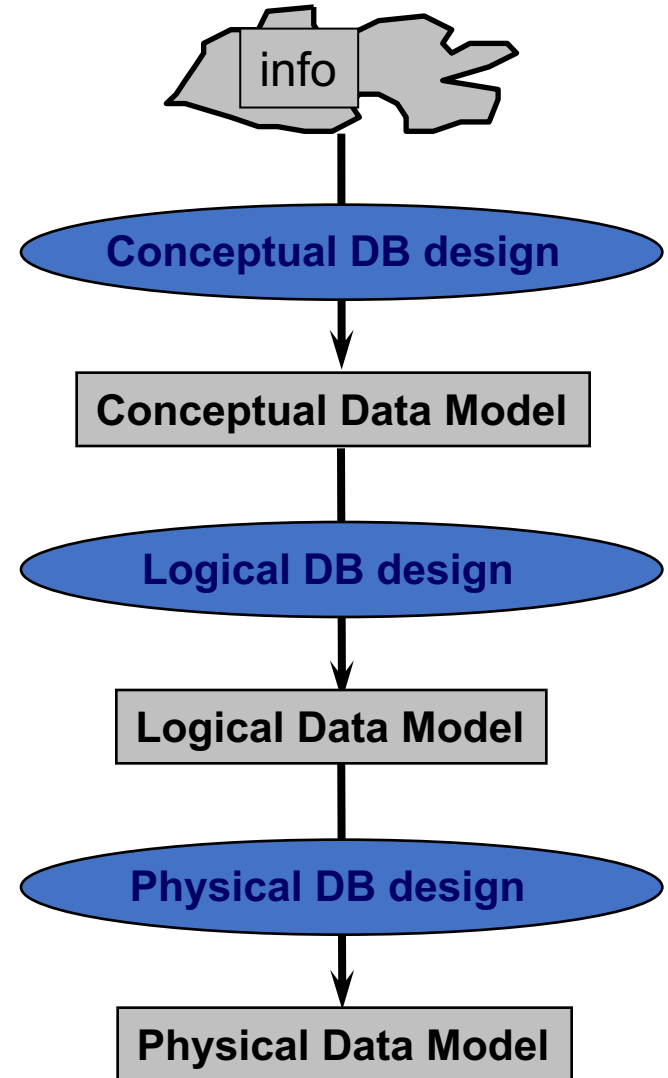 info
Conceptual DB design
Conceptual Data Model
Logical DB design
Logical Data Model
Physical DB design
Physical Data Model